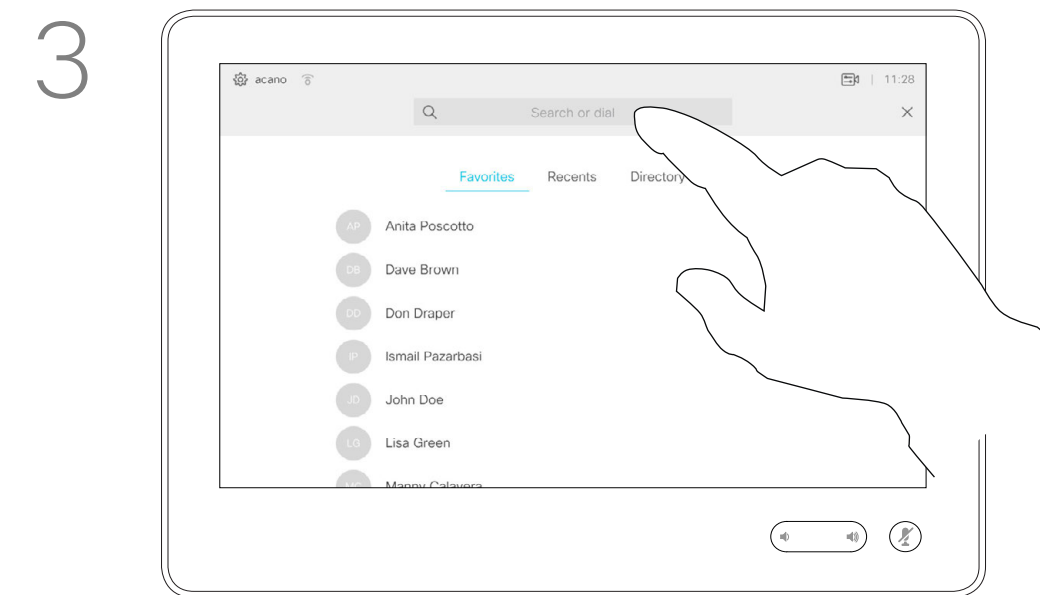 3
acano
11:28
Search or dial
Favorites Recents Directory
AP Anita Poscotto
DB Dave Brown
DD Don Draper
IP Ismail Pazarbasi
JD John Doe
LG Lisa Green
MC Manny Calavera